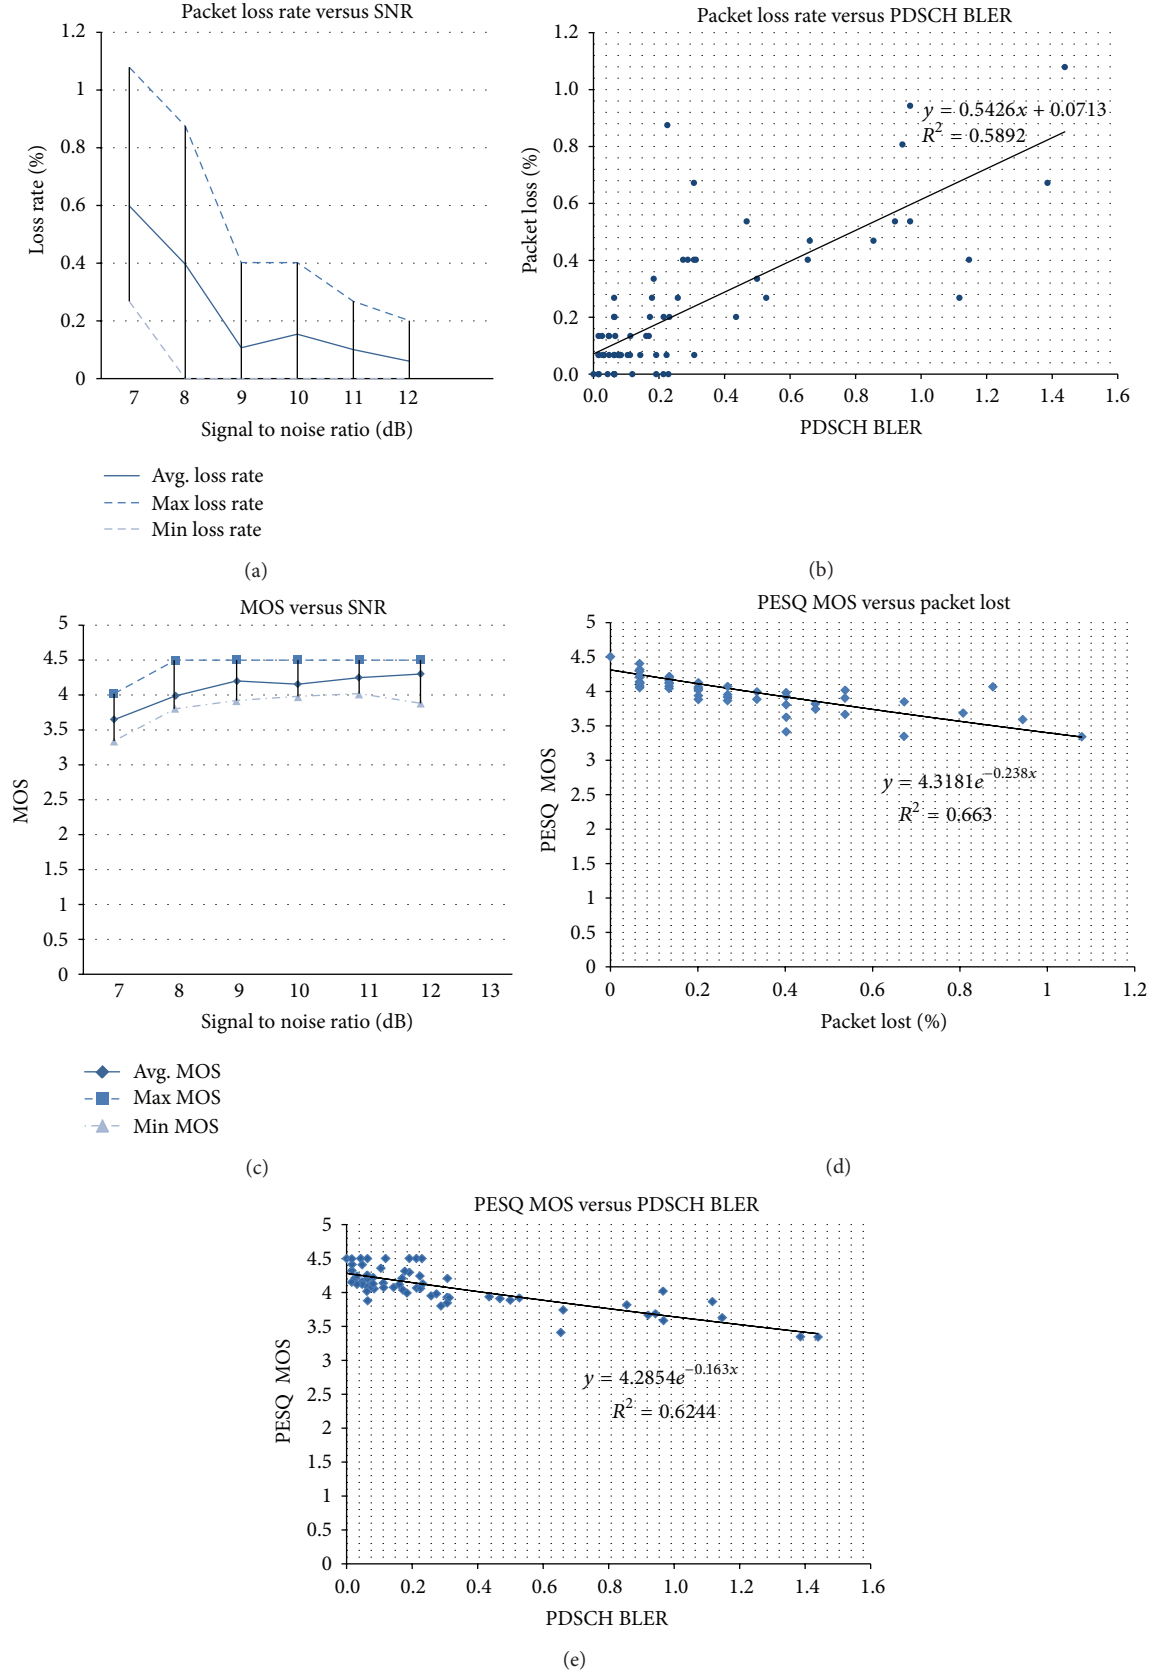 Packet loss rate versus SNR
1.2
1
0.8
0.6
0.4
0.2
0
Loss rate (%)
7 8 9 10 11 12
Signal to noise ratio (dB)
Avg. loss rate
Max loss rate
Min loss rate
(a)
Packet loss rate versus PDSCH BLER
1.2
1.0
0.8
0.6
0.4
0.2
0.0
Packet loss (%)
y = 0.5426x + 0.0713
R² = 0.5892
0.0 0.2 0.4 0.6 0.8 1.0 1.2 1.4 1.6
PDSCH BLER
(b)
MOS versus SNR
5
4.5
4
3.5
3
2.5
2
1.5
1
0.5
0
MOS
7 8 9 10 11 12 13
Signal to noise ratio (dB)
Avg. MOS
Max MOS
Min MOS
(c)
PESQ MOS versus packet lost
5
4.5
4
3.5
3
2.5
2
1.5
1
0.5
0
PESQ MOS
y = 4.3181e^−0.238x
R² = 0.663
0 0.2 0.4 0.6 0.8 1 1.2
Packet lost (%)
(d)
PESQ MOS versus PDSCH BLER
5
4.5
4
3.5
3
2.5
2
1.5
1
0.5
0
PESQ MOS
y = 4.2854e^−0.163x
R² = 0.6244
0.0 0.2 0.4 0.6 0.8 1.0 1.2 1.4 1.6
PDSCH BLER
(e)